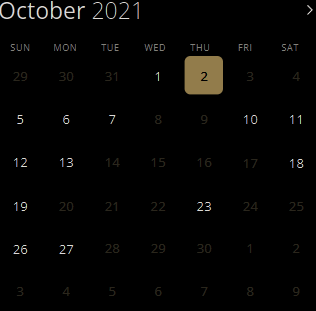 October 2021
SUN MON TUE WED THU FRI SAT
29 30 31 1 2 3 4
5 6 7 8 9 10 11
12 13 14 15 16 17 18
19 20 21 22 23 24 25
26 27 28 29 30 1 2
3 4 5 6 7 8 9